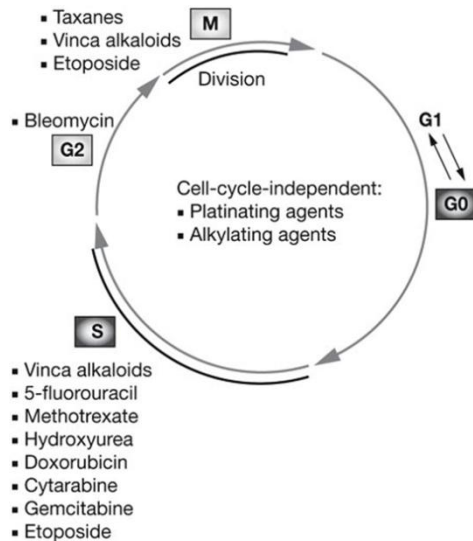 ▪ Taxanes
▪ Vinca alkaloids
▪ Etoposide
M
Division
▪ Bleomycin
G2
G1
G0
Cell-cycle-independent:
▪ Platinating agents
▪ Alkylating agents
S
▪ Vinca alkaloids
▪ 5-fluorouracil
▪ Methotrexate
▪ Hydroxyurea
▪ Doxorubicin
▪ Cytarabine
▪ Gemcitabine
▪ Etoposide